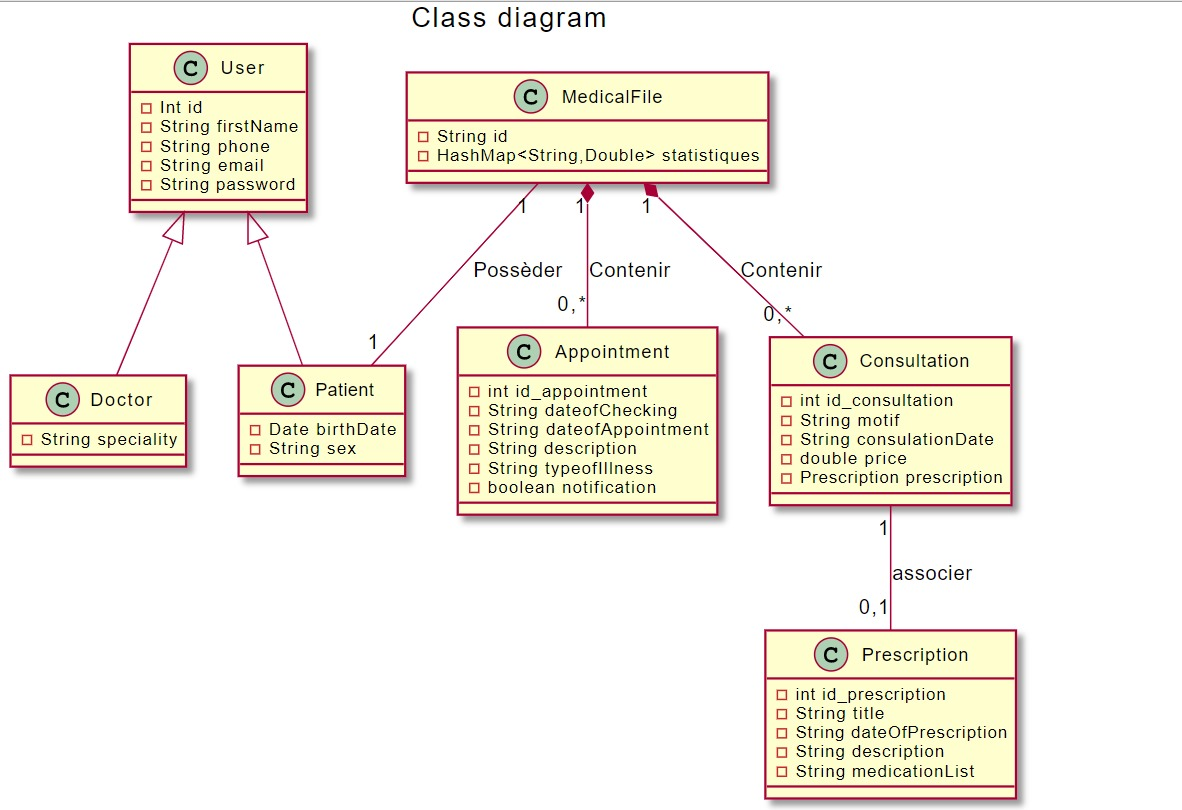 Class diagram
C User
Int id
String firstName
String phone
String email
String password
C MedicalFile
String id
HashMap<String,Double> statistiques
1
1
1
Possèder
Contenir
Contenir
1
0,*
0,*
C Doctor
String speciality
C Patient
Date birthDate
String sex
C Appointment
int id_appointment
String dateofChecking
String dateofAppointment
String description
String typeofIllness
boolean notification
C Consultation
int id_consultation
String motif
String consulationDate
double price
Prescription prescription
1
associer
0,1
C Prescription
int id_prescription
String title
String dateOfPrescription
String description
String medicationList